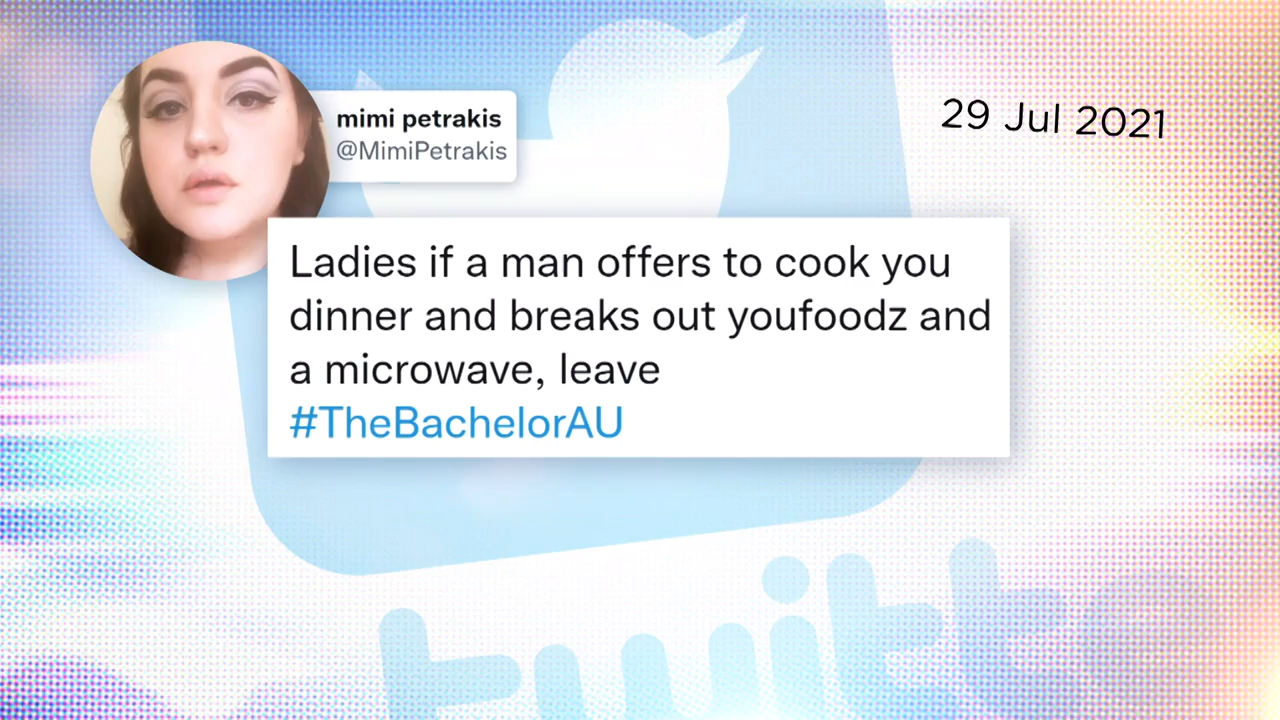 mimi petrakis
@MimiPetrakis
29 Jul 2021
Ladies if a man offers to cook you
dinner and breaks out youfoodz and
a microwave, leave
#TheBachelorAU
twitte